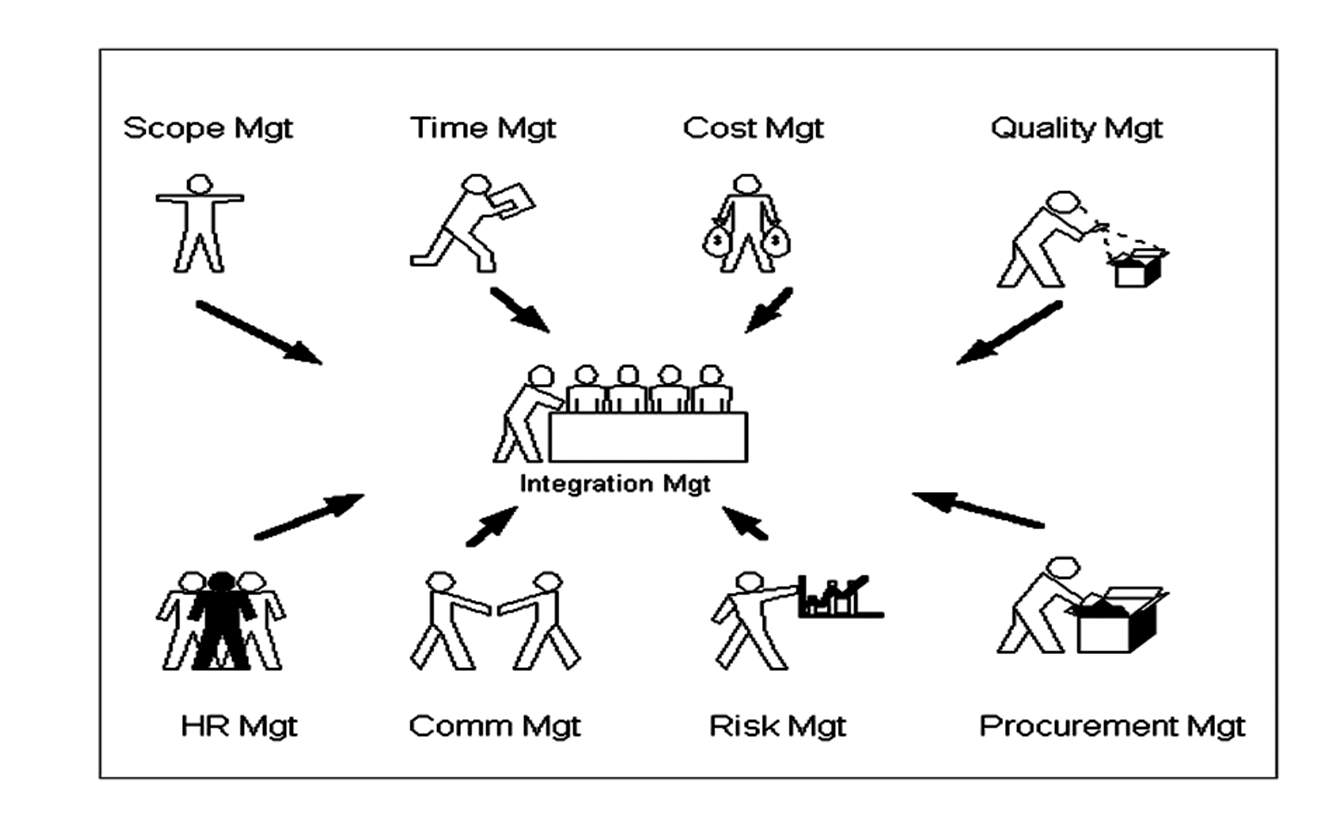 Scope Mgt
Time Mgt
Cost Mgt
Quality Mgt
$
$
Integration Mgt
HR Mgt
Comm Mgt
Risk Mgt
Procurement Mgt